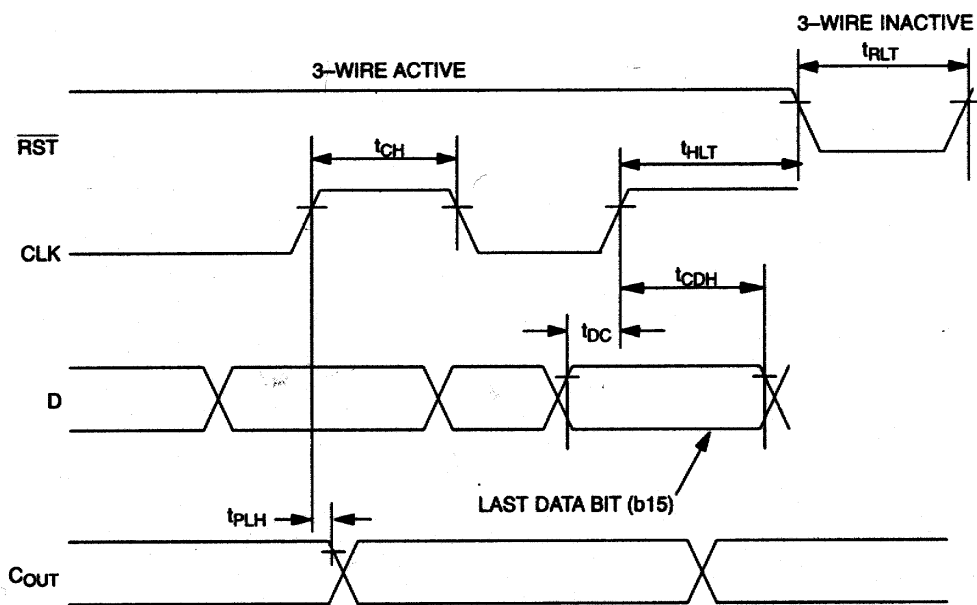 3–WIRE INACTIVE
tRLT
3–WIRE ACTIVE
RST
tCH
tHLT
CLK
tCDH
tDC
D
LAST DATA BIT (b15)
tPLH
COUT